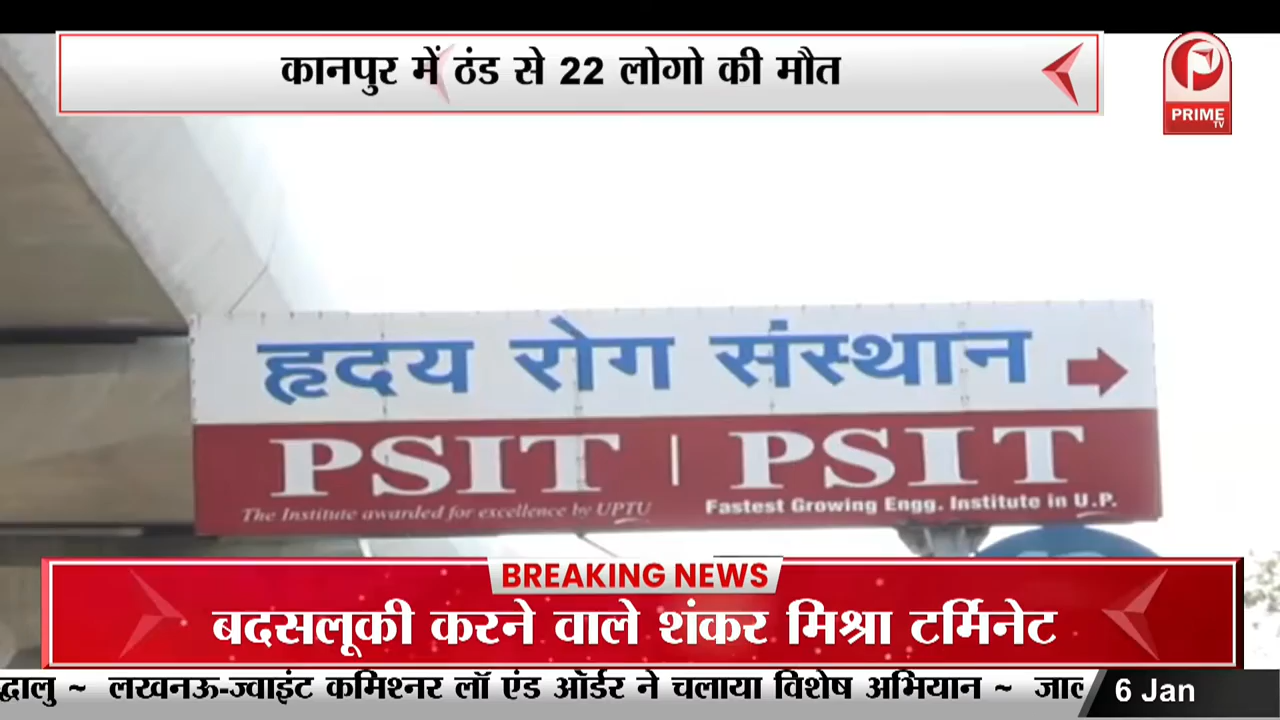 कानपुर में ठंड से 22 लोगो की मौत
PRIME
TV
हृदय रोग संस्थान
PSIT | PSIT
The Institute awarded for excellence by UPTU
Fastest Growing Engg. Institute in U.P.
BREAKING NEWS
बदसलूकी करने वाले शंकर मिश्रा टर्मिनेट
लखनऊ-ज्वाइंट कमिश्नर लॉ एंड ऑर्डर ने चलाया विशेष अभियान ~
6 Jan